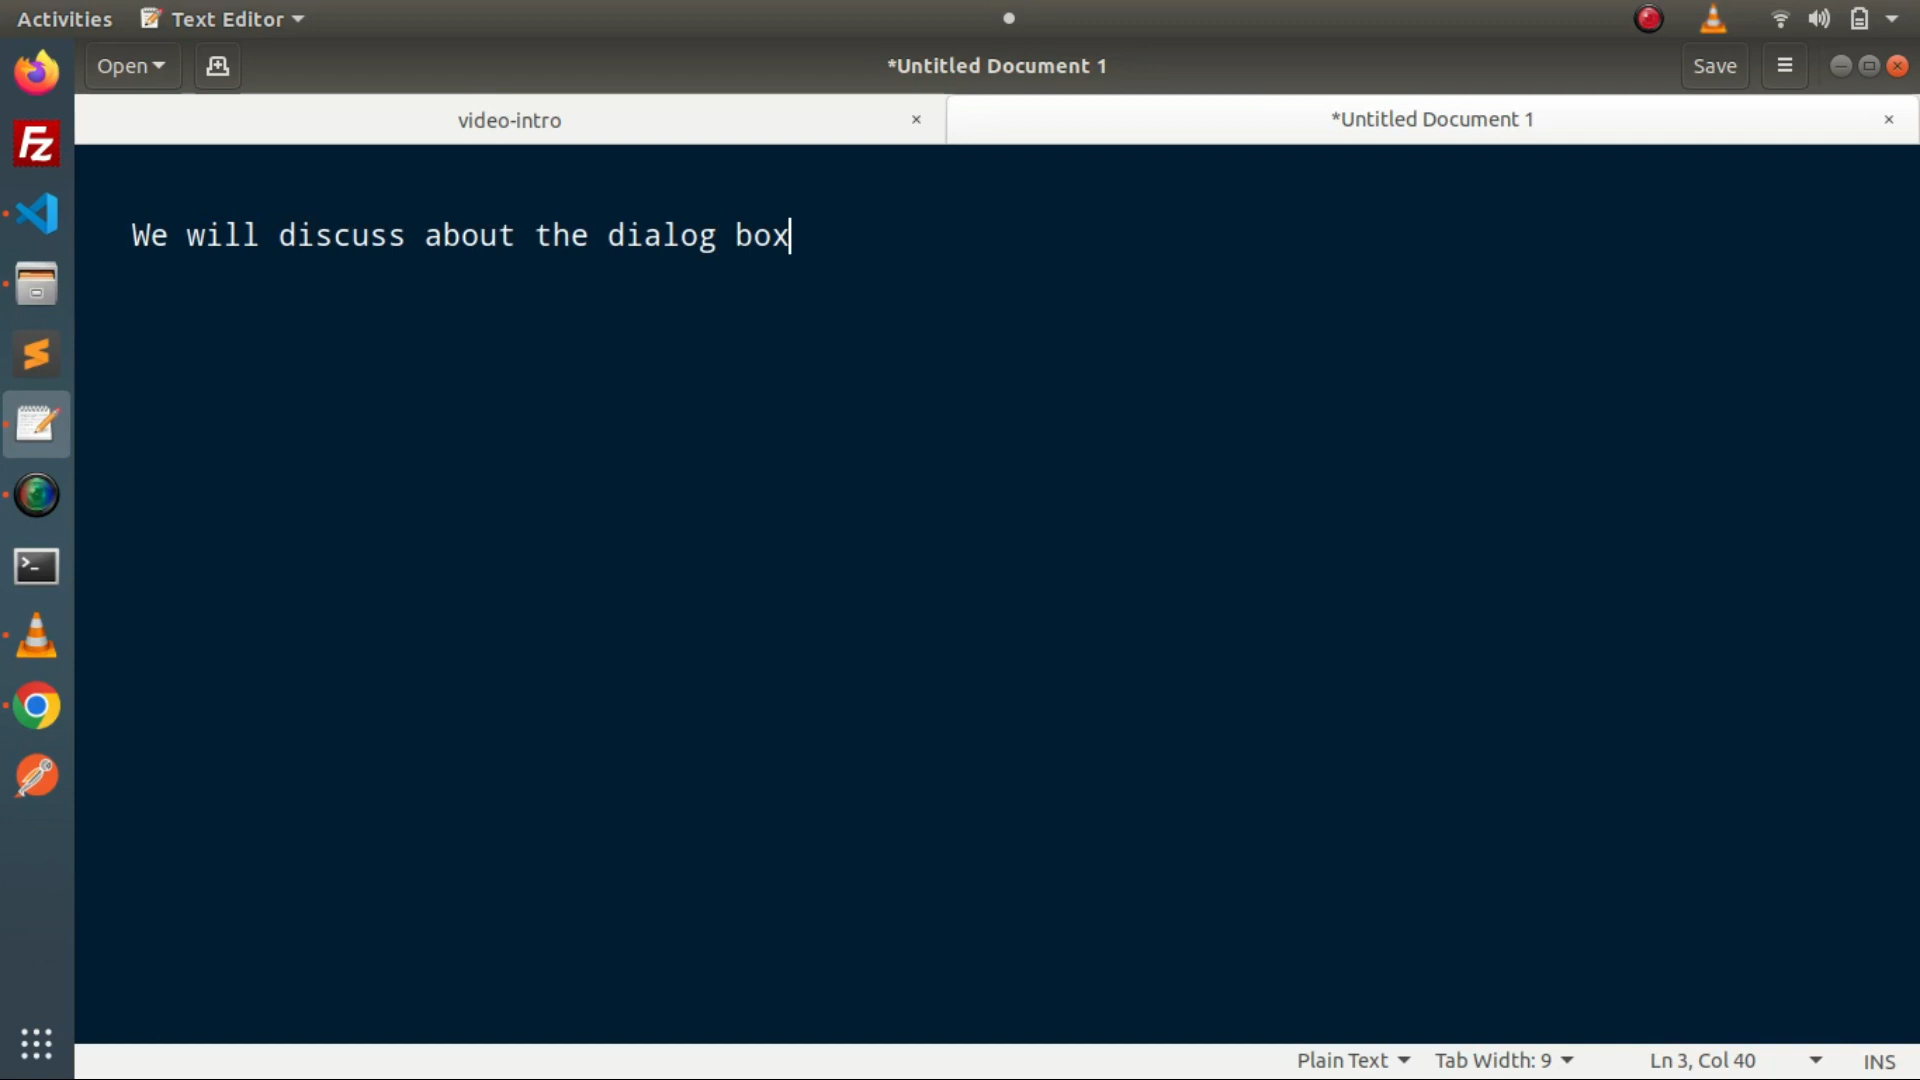 Activities Text Editor
Open *Untitled Document 1 Save
video-intro × *Untitled Document 1 ×
We will discuss about the dialog box
Plain Text Tab Width: 9 Ln 3, Col 40 INS